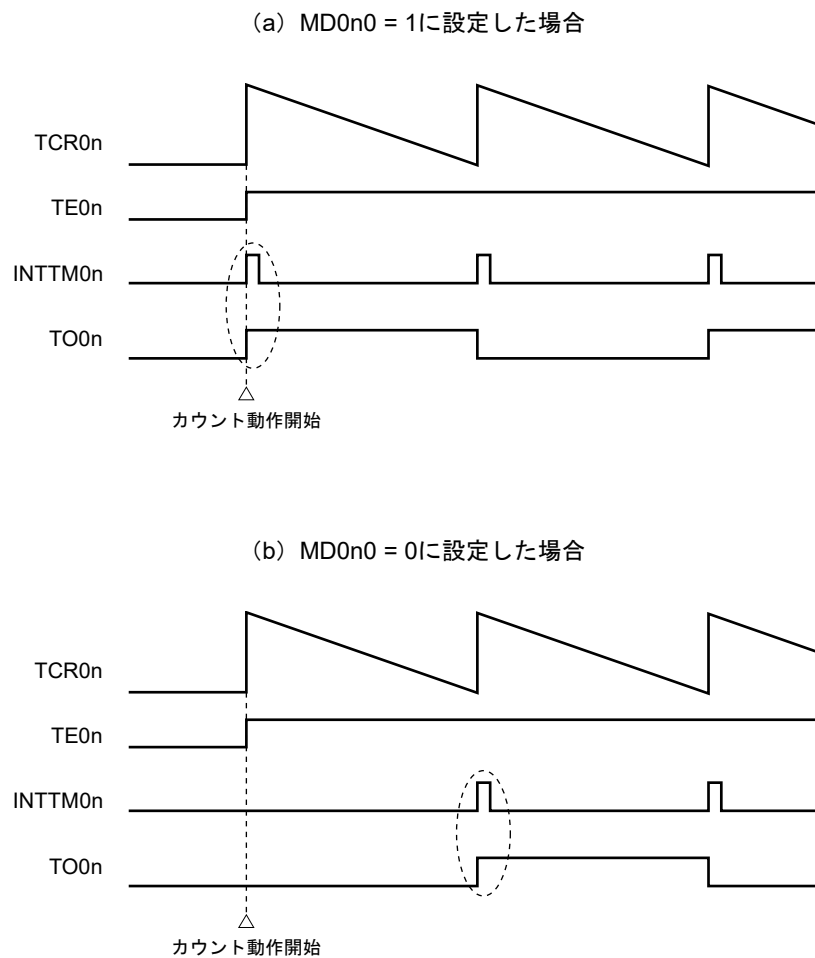 （a）MD0n0 = 1に設定した場合
TCR0n
TE0n
INTTM0n
TO0n
カウント動作開始
（b）MD0n0 = 0に設定した場合
TCR0n
TE0n
INTTM0n
TO0n
カウント動作開始